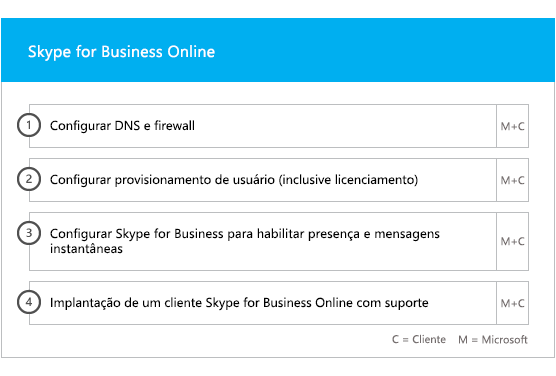 Skype for Business Online
1 Configurar DNS e firewall M+C
2 Configurar provisionamento de usuário (inclusive licenciamento) M+C
3 Configurar Skype for Business para habilitar presença e mensagens
instantâneas M+C
4 Implantação de um cliente Skype for Business Online com suporte M+C
C = Cliente M = Microsoft